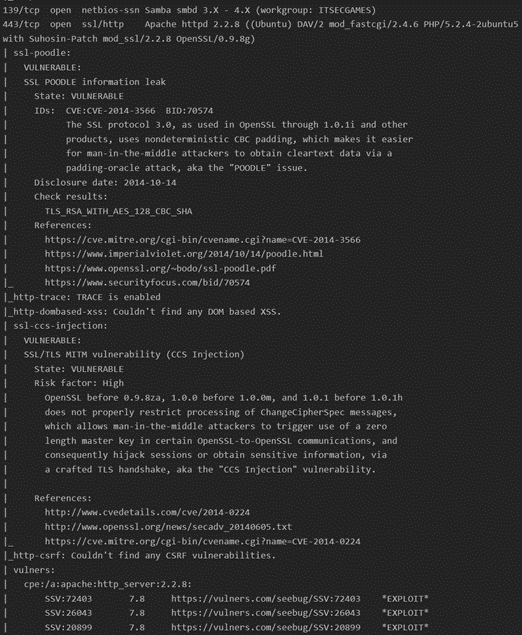 139/tcp open netbios-ssn Samba smbd 3.X - 4.X (workgroup: ITSECGAMES)
443/tcp open ssl/http Apache httpd 2.2.8 ((Ubuntu) DAV/2 mod_fastcgi/2.4.6 PHP/5.2.4-2ubuntu5
with Suhosin-Patch mod_ssl/2.2.8 OpenSSL/0.9.8g)
| ssl-poodle:
|   VULNERABLE:
|   SSL POODLE information leak
|     State: VULNERABLE
|     IDs:  CVE:CVE-2014-3566  BID:70574
|           The SSL protocol 3.0, as used in OpenSSL through 1.0.1i and other
|           products, uses nondeterministic CBC padding, which makes it easier
|           for man-in-the-middle attackers to obtain cleartext data via a
|           padding-oracle attack, aka the "POODLE" issue.
|     Disclosure date: 2014-10-14
|     Check results:
|       TLS_RSA_WITH_AES_128_CBC_SHA
|     References:
|       https://cve.mitre.org/cgi-bin/cvename.cgi?name=CVE-2014-3566
|       https://www.imperialviolet.org/2014/10/14/poodle.html
|       https://www.openssl.org/~bodo/ssl-poodle.pdf
|_      https://www.securityfocus.com/bid/70574
|_http-trace: TRACE is enabled
|_http-dombased-xss: Couldn't find any DOM based XSS.
| ssl-ccs-injection:
|   VULNERABLE:
|   SSL/TLS MITM vulnerability (CCS Injection)
|     State: VULNERABLE
|     Risk factor: High
|       OpenSSL before 0.9.8za, 1.0.0 before 1.0.0m, and 1.0.1 before 1.0.1h
|       does not properly restrict processing of ChangeCipherSpec messages,
|       which allows man-in-the-middle attackers to trigger use of a zero
|       length master key in certain OpenSSL-to-OpenSSL communications, and
|       consequently hijack sessions or obtain sensitive information, via
|       a crafted TLS handshake, aka the "CCS Injection" vulnerability.
|
|     References:
|       http://www.cvedetails.com/cve/2014-0224
|       http://www.openssl.org/news/secadv_20140605.txt
|_      http://cve.mitre.org/cgi-bin/cvename.cgi?name=CVE-2014-0224
|_http-csrf: Couldn't find any CSRF vulnerabilities.
| vulners:
|   cpe:/a:apache:http_server:2.2.8:
|       SSV:72403       7.8     https://vulners.com/seebug/SSV:72403    *EXPLOIT*
|       SSV:26043       7.8     https://vulners.com/seebug/SSV:26043    *EXPLOIT*
|       SSV:20899       7.8     https://vulners.com/seebug/SSV:20899    *EXPLOIT*